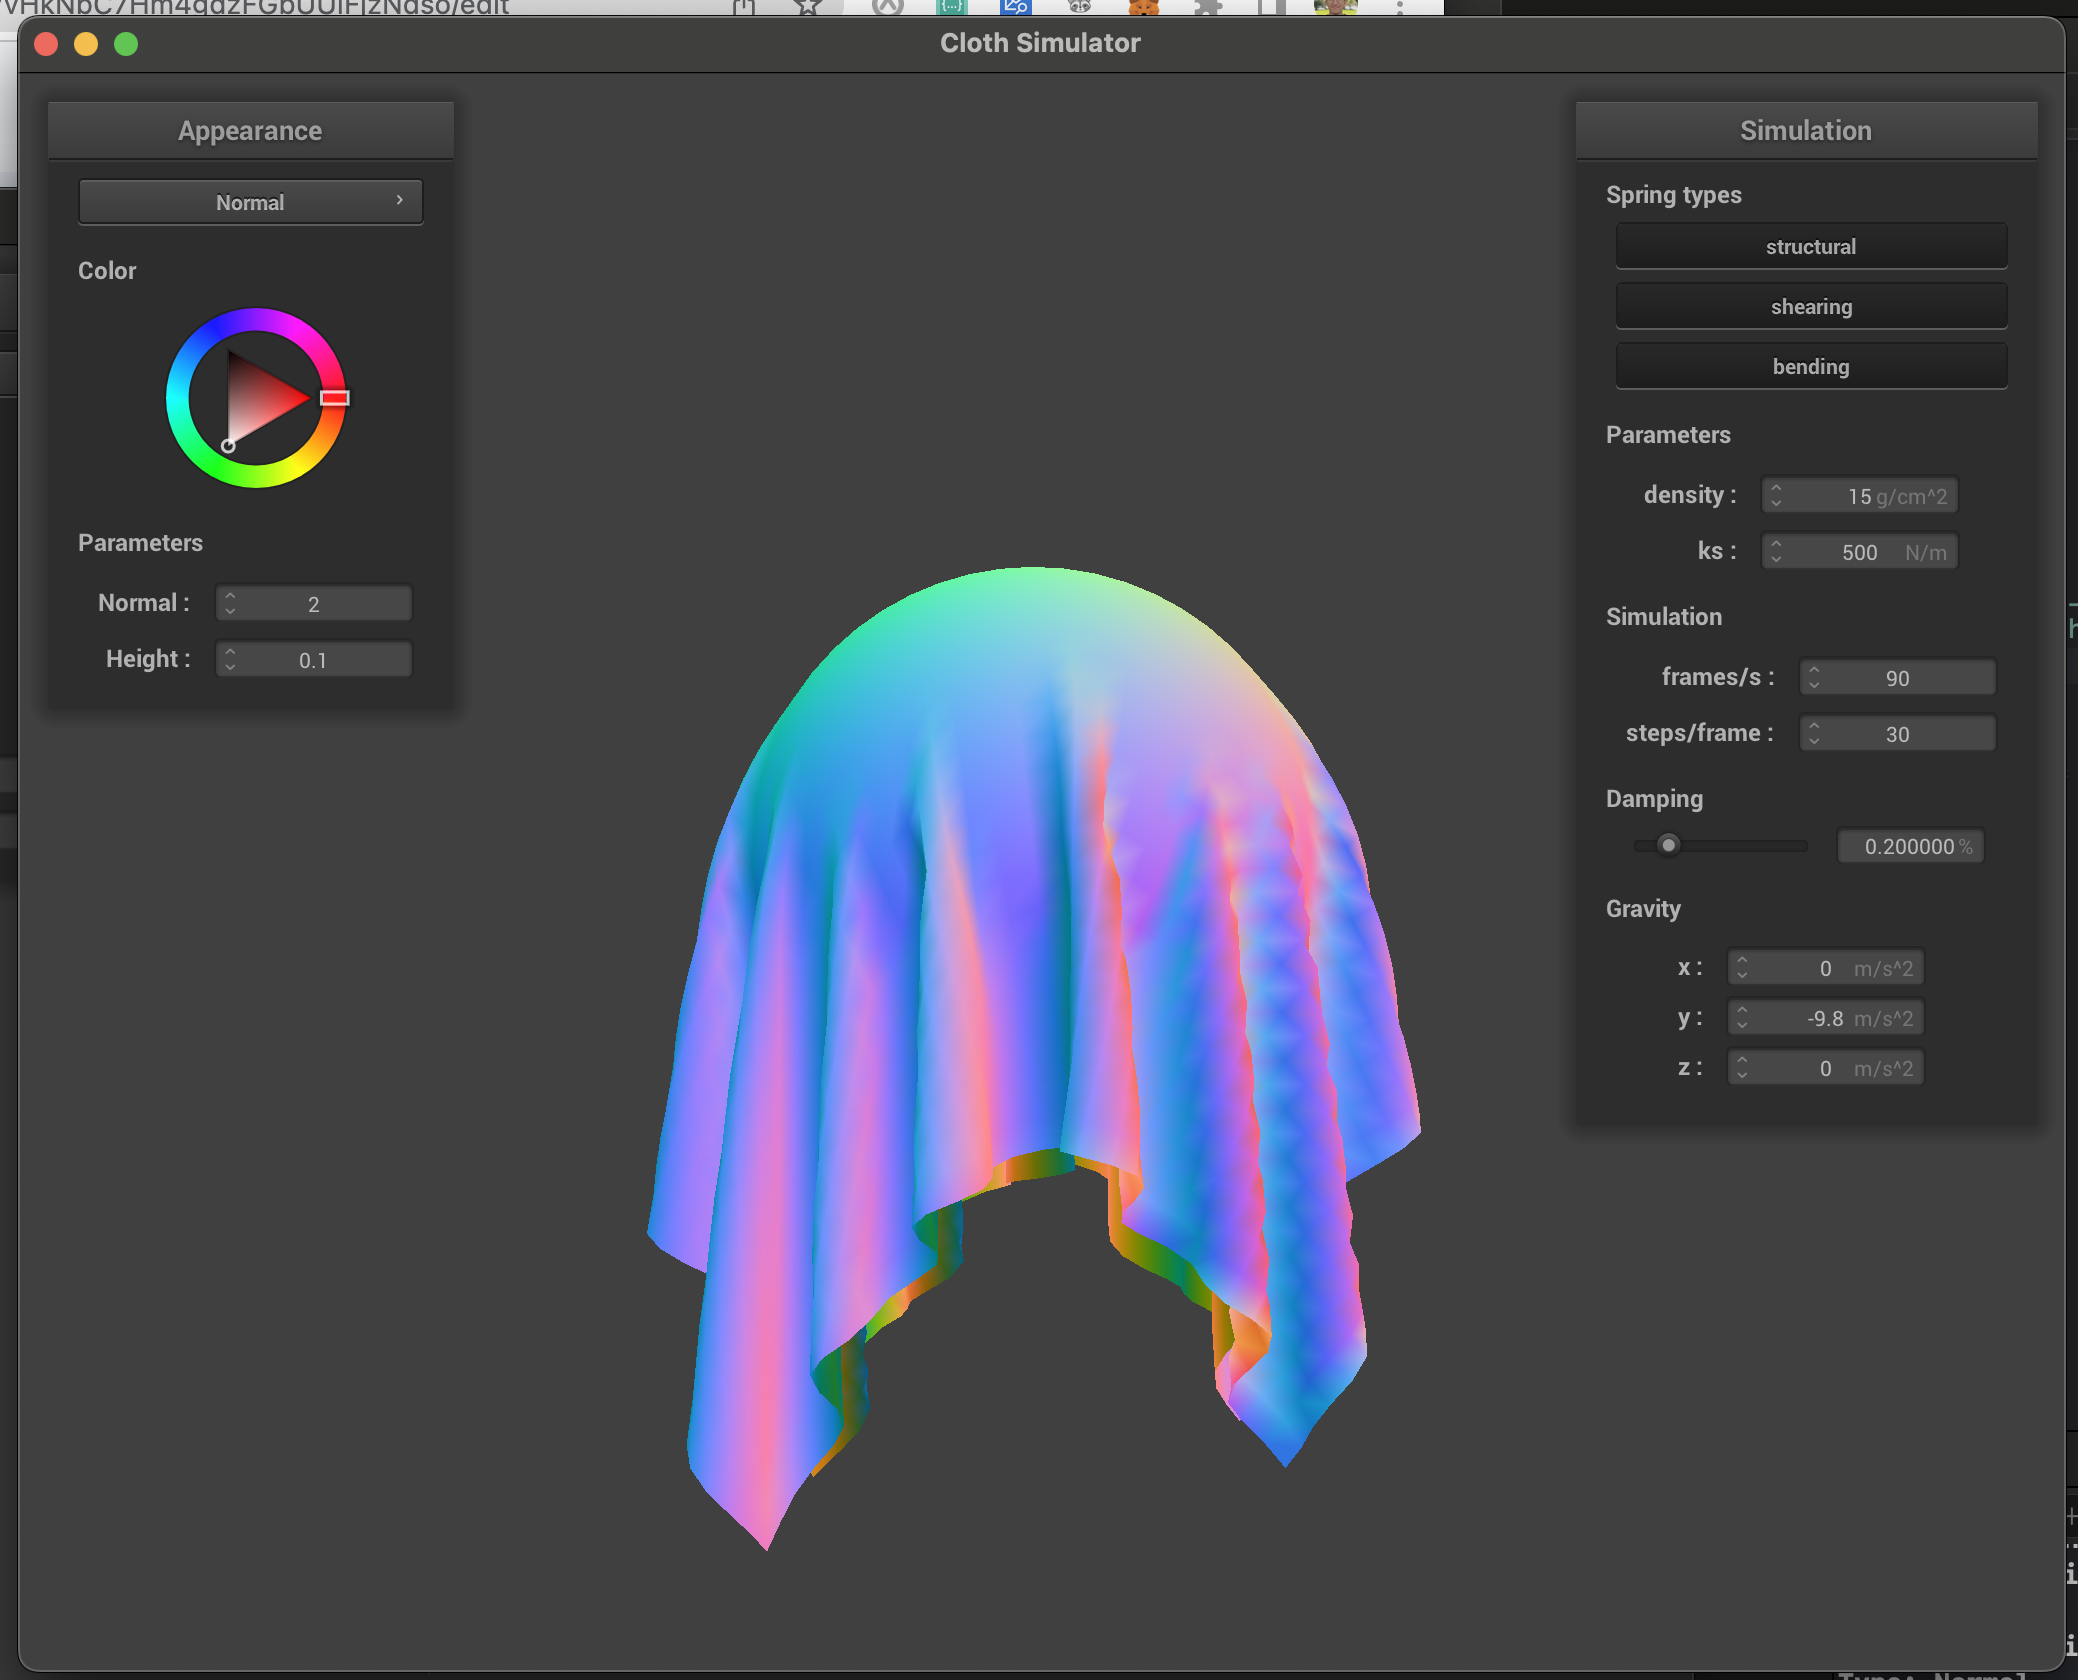 Cloth Simulator
Appearance
Normal
Color
Parameters
Normal :
2
Height :
0.1
Simulation
Spring types
structural
shearing
bending
Parameters
density :
15 g/cm^2
ks :
500 N/m
Simulation
frames/s :
90
steps/frame :
30
Damping
0.200000 %
Gravity
x :
0 m/s^2
y :
-9.8 m/s^2
z :
0 m/s^2